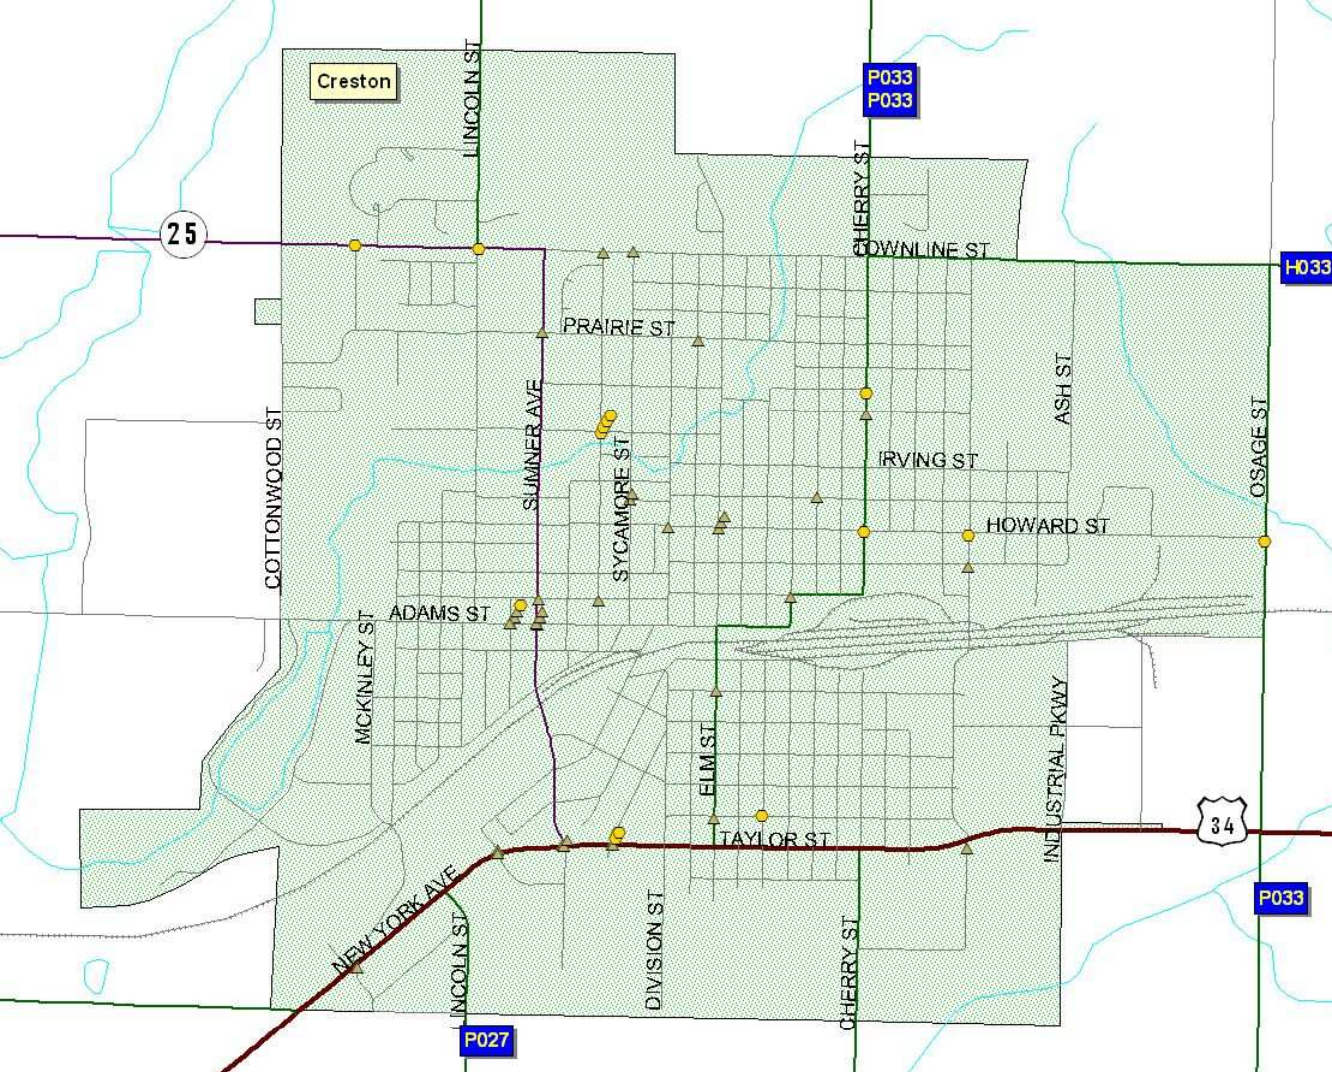 Creston
LINCOLN ST
P033
P033
CHERRY ST
25
OWNLINE ST
H033
PRAIRIE ST
ASH ST
SUMNER AVE
COTTONWOOD ST
OSAGE ST
SYCAMORE ST
IRVING ST
HOWARD ST
ADAMS ST
MCKINLEY ST
INDUSTRIAL PKWY
ELM ST
TAYLOR ST
34
NEW YORK AVE
P033
DIVISION ST
INCOLN ST
CHERRY ST
P027